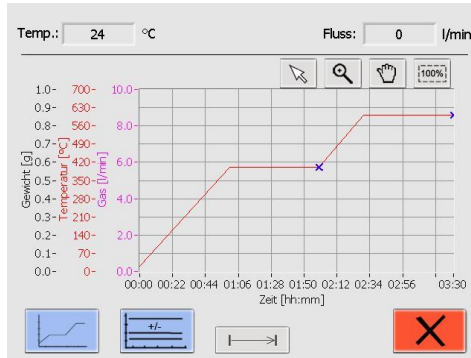 Temp.: 24 °C Fluss: 0 l/min
100%
Gewicht [g]
1.0 0.9 0.8 0.7 0.6 0.5 0.4 0.3 0.2 0.1 0.0
Temperatur [°C]
700 630 560 490 420 350 280 210 140 70 0
Gas [l/min]
10.0 8.0 6.0 4.0 2.0 0.0
00:00 00:22 00:44 01:06 01:28 01:50 02:12 02:34 02:56 03:30
Zeit [hh:mm]
+/-